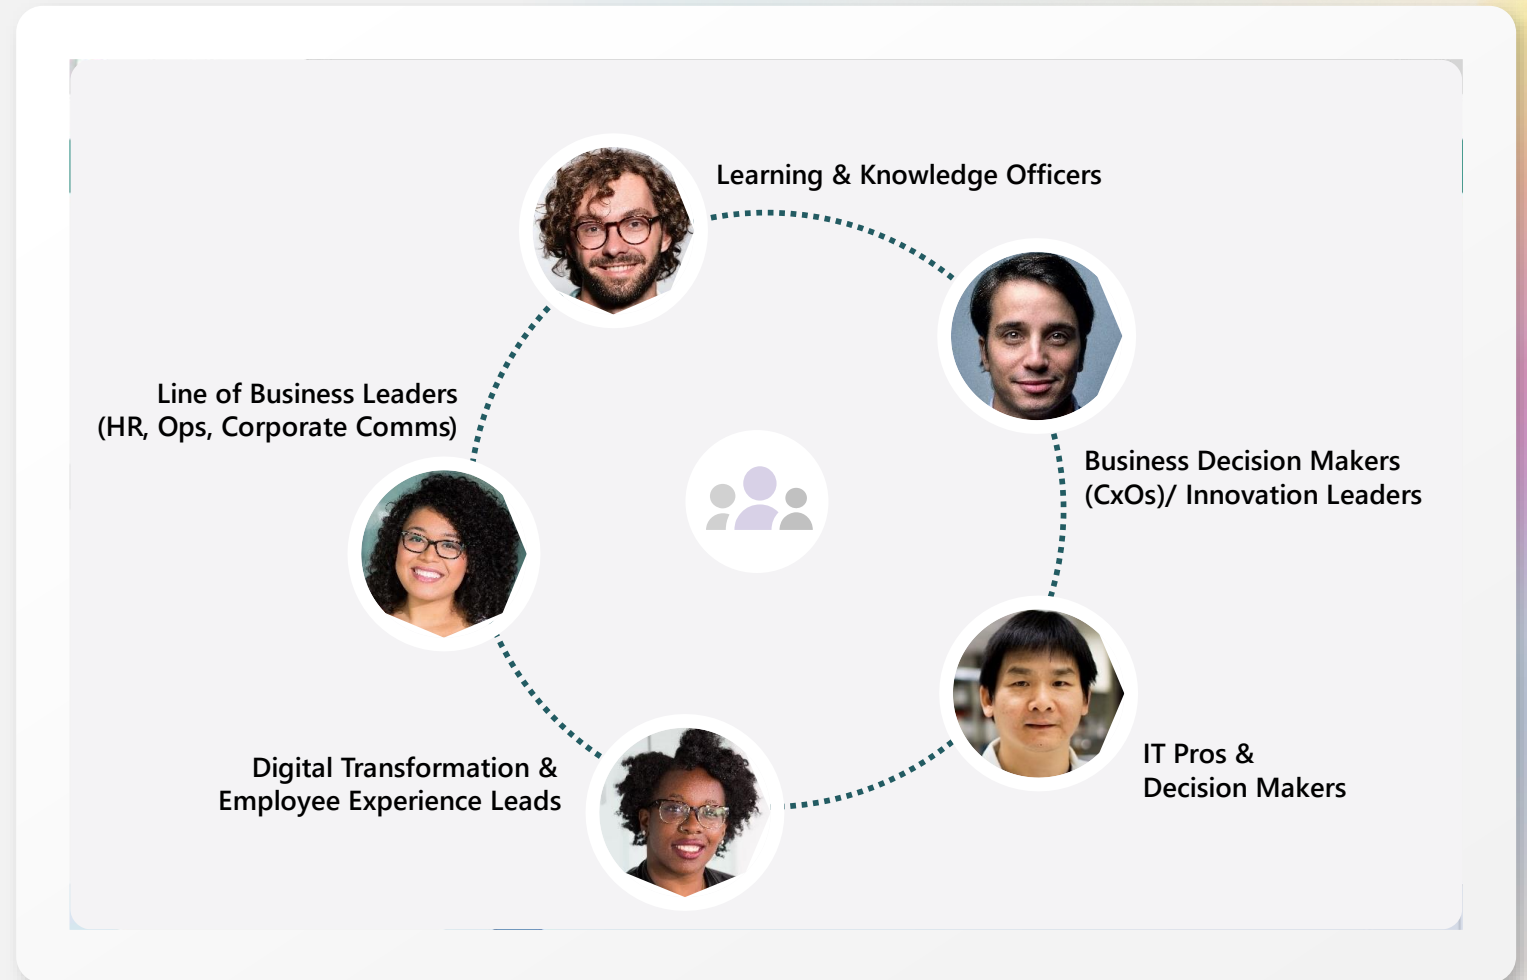 Learning & Knowledge Officers
Line of Business Leaders
(HR, Ops, Corporate Comms)
Business Decision Makers
(CxOs)/ Innovation Leaders
Digital Transformation &
Employee Experience Leads
IT Pros &
Decision Makers